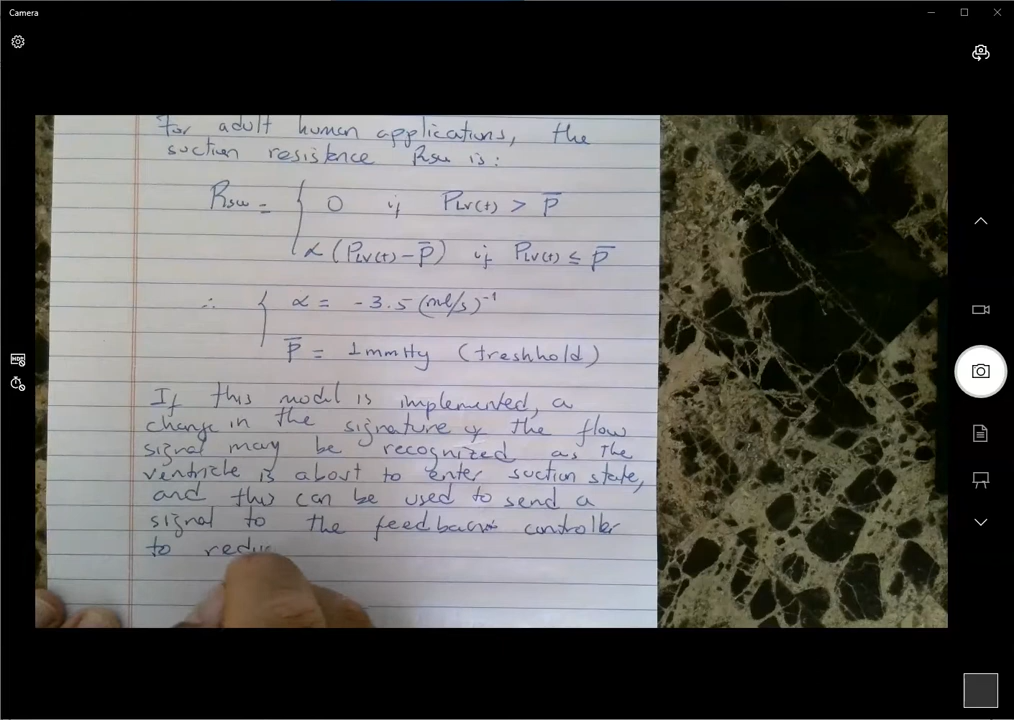 Camera
For adult human applications, the
suction resistence Rsu is:
Rsu = { 0 if PLV(t) > p̅
α (PLV(t) - p̅) if PLV(t) ≤ p̅
∴ { α = -3.5 (ml/s)⁻¹
p̅ = 1mmHg (treshhold)
If this model is implemented, a
change in the signature of the flow
signal may be recognized as the
ventricle is about to enter suction state,
and this can be used to send a
signal to the feedback controller
to redu